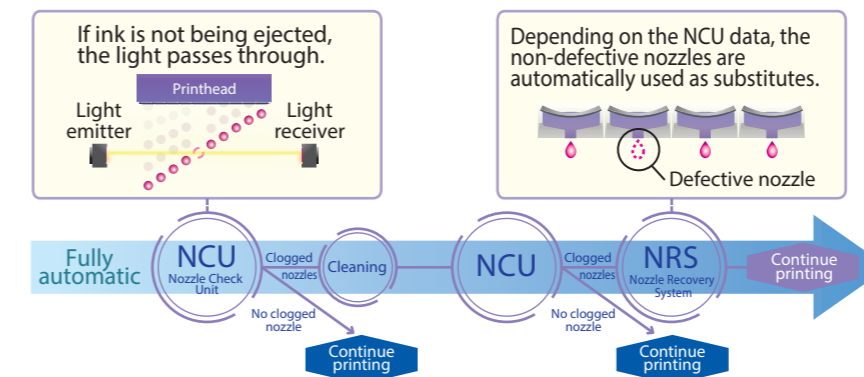 If ink is not being ejected,
the light passes through.
Printhead
Light
emitter
Light
receiver
Depending on the NCU data, the
non-defective nozzles are
automatically used as substitutes.
Defective nozzle
Fully
automatic
NCU
Nozzle Check
Unit
Clogged
nozzles
No clogged
nozzle
Continue
printing
Cleaning
NCU
Clogged
nozzles
No clogged
nozzle
Continue
printing
NRS
Nozzle Recovery
System
Continue
printing